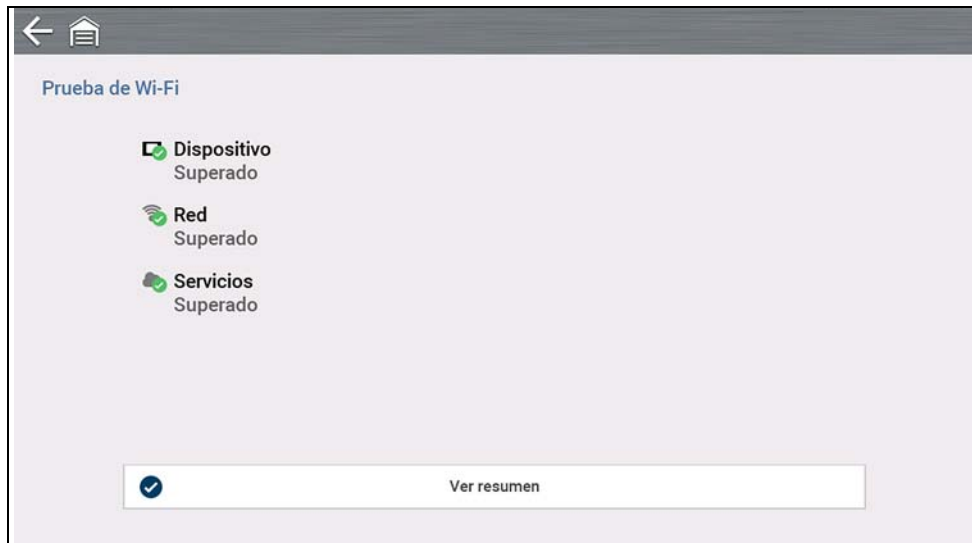 Prueba de Wi-Fi
Dispositivo
Superado
Red
Superado
Servicios
Superado
Ver resumen